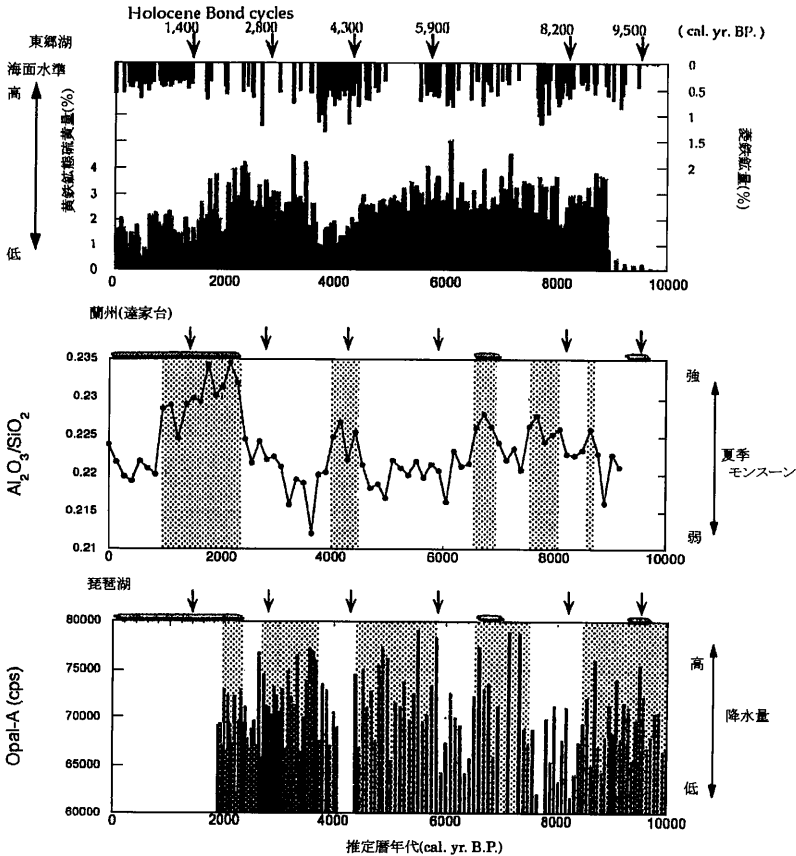 Holocene Bond cycles
1,400 2,800 4,300 5,900 8,200 9,500 (cal. yr. BP.)
東郷湖
海面水準
高
低
黄鉄鉱態硫黄量(%)
4
3
2
1
0
0
0.5
1
1.5
2
菱鉄鉱量(%)
0 2000 4000 6000 8000 10000
蘭州(達家台)
Al2O3/SiO2
0.235
0.23
0.225
0.22
0.215
0.21
強
夏季
モンスーン
弱
0 2000 4000 6000 8000 10000
琵琶湖
Opal-A (cps)
80000
75000
70000
65000
60000
高
降水量
低
0 2000 4000 6000 8000 10000
推定暦年代(cal. yr. B.P.)